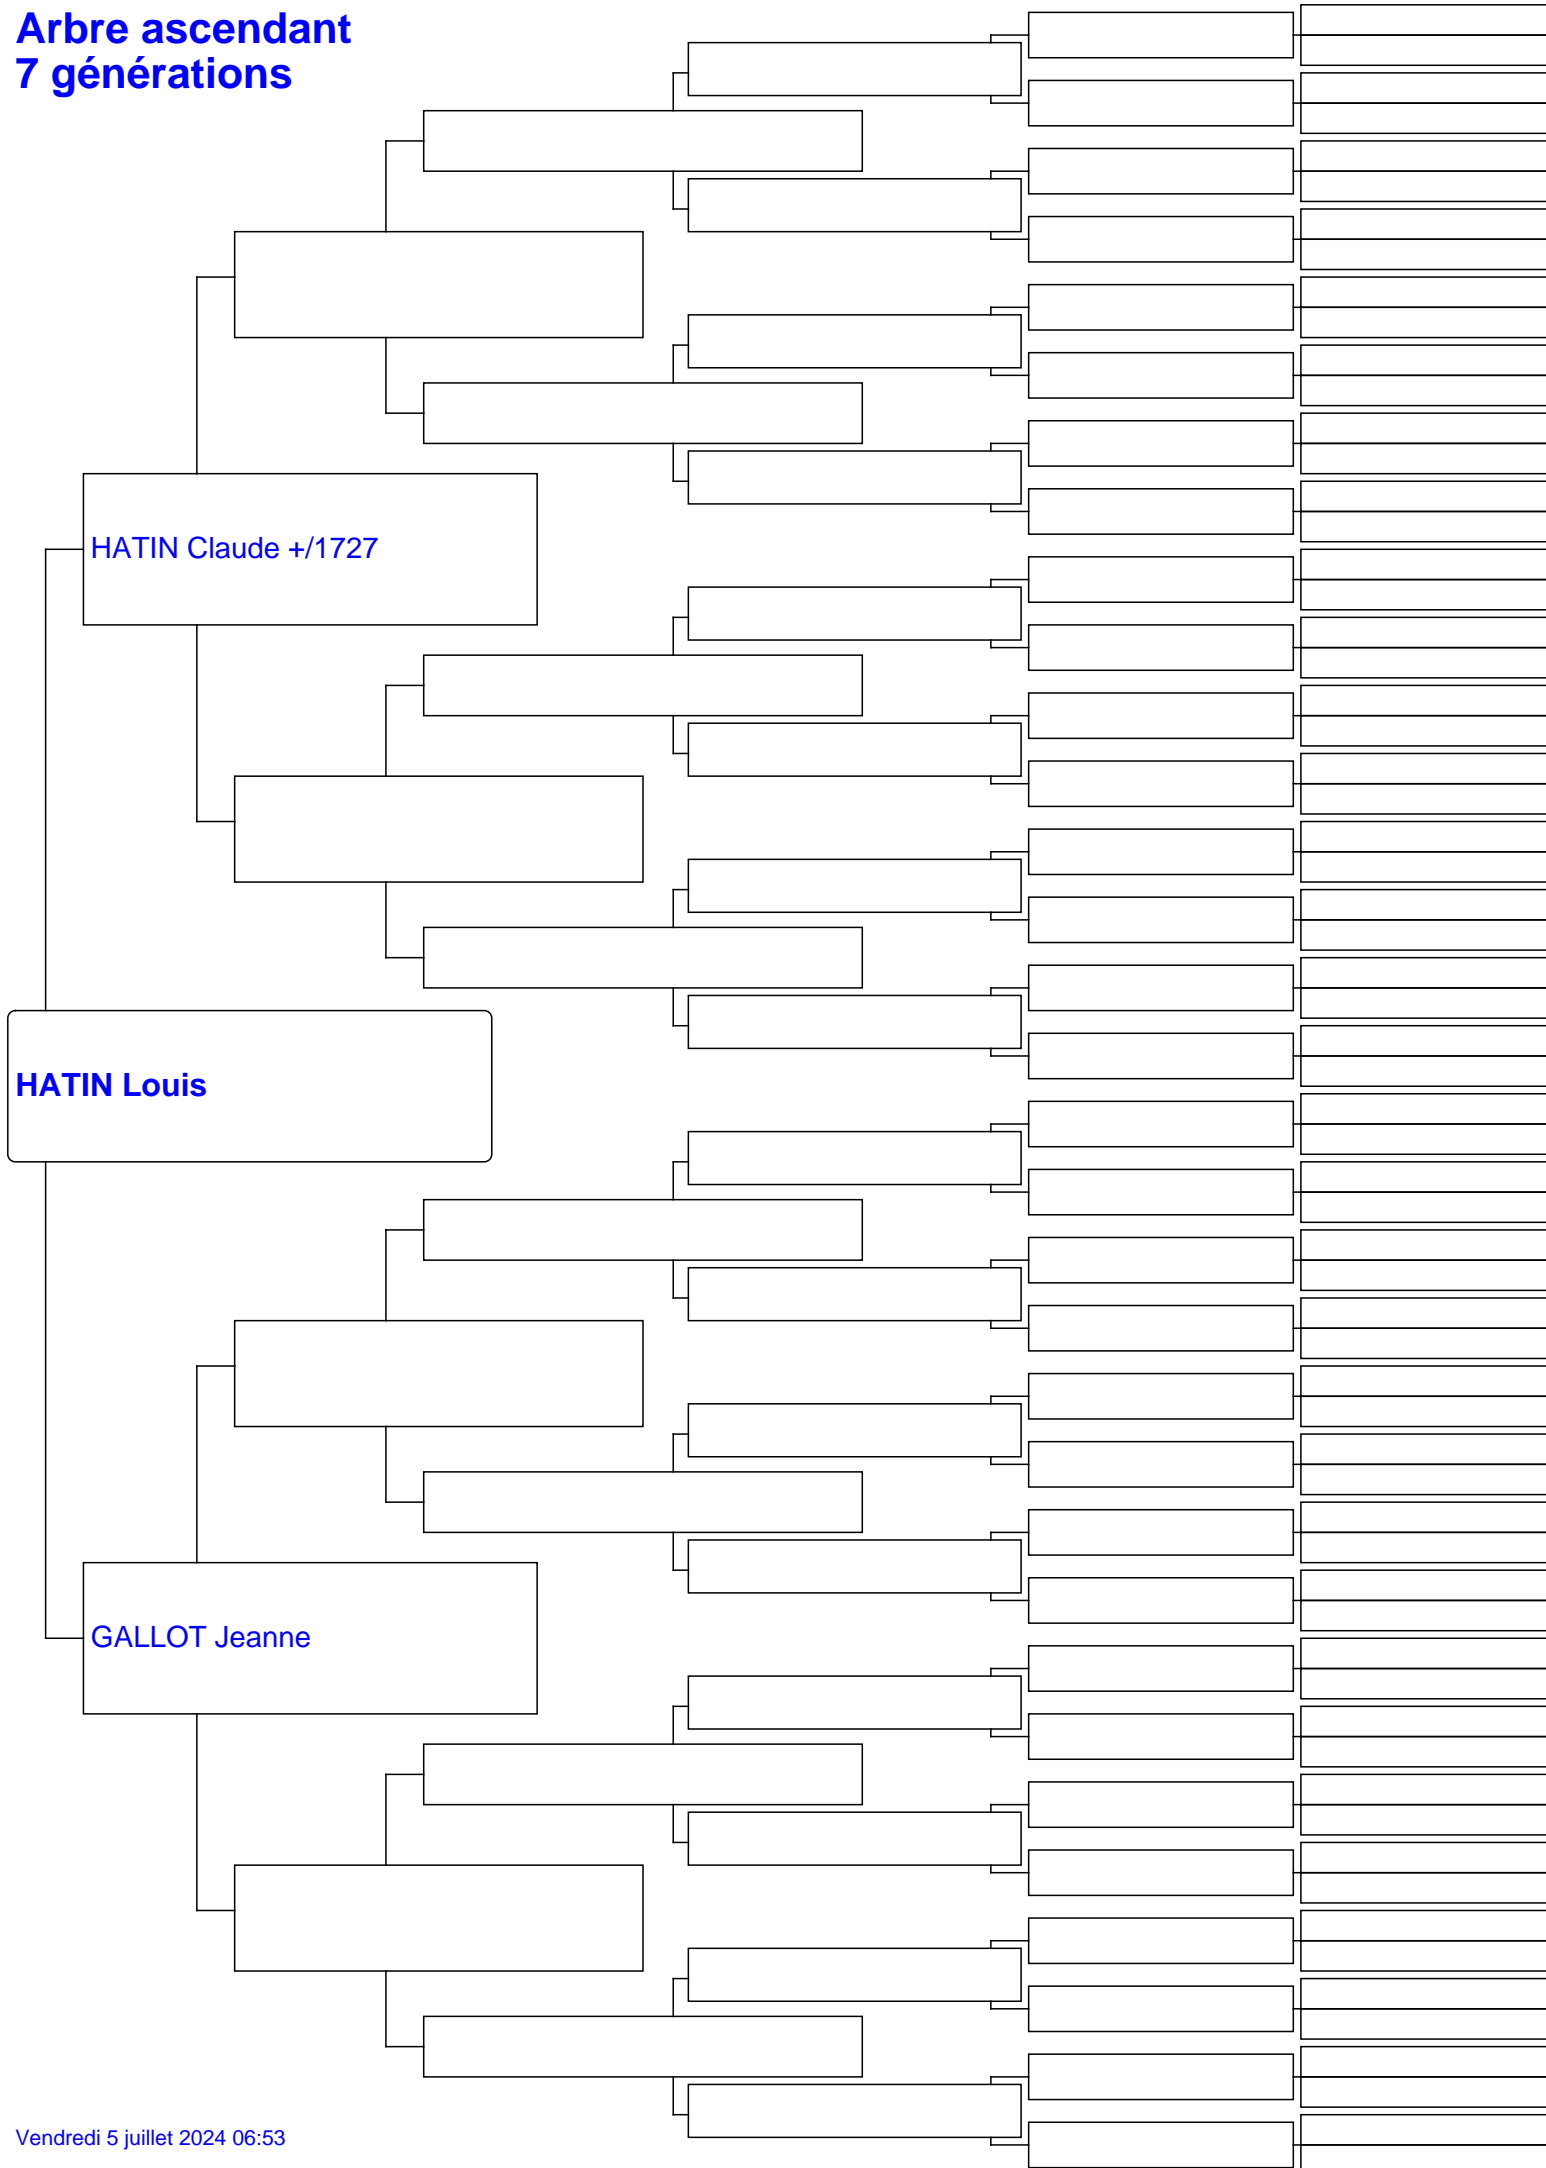 Arbre ascendant
7 générations
HATIN Claude +/1727
HATIN Louis
GALLOT Jeanne
Vendredi 5 juillet 2024 06:53